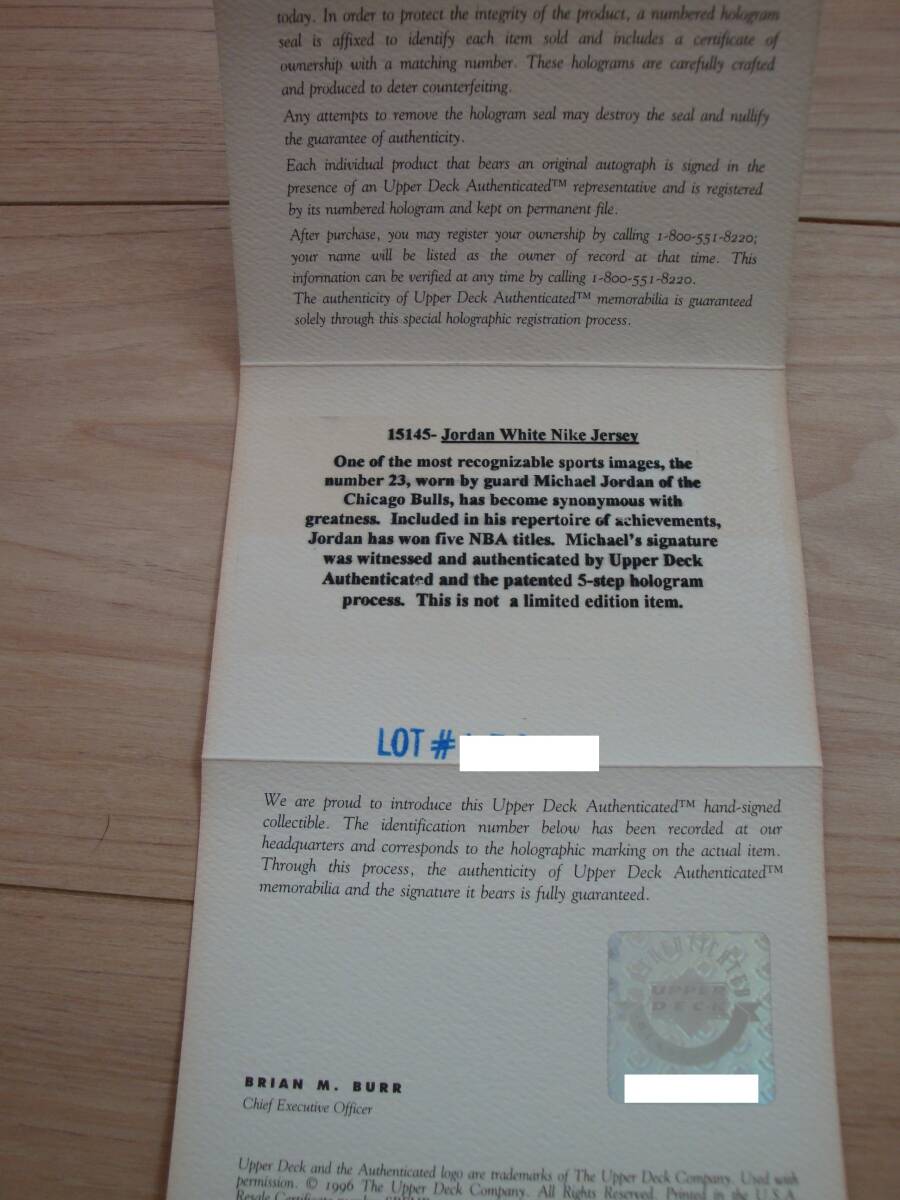 today. In order to protect the integrity of the product, a numbered hologram
seal is affixed to identify each item sold and includes a certificate of
ownership with a matching number. These holograms are carefully crafted
and produced to deter counterfeiting.
Any attempts to remove the hologram seal may destroy the seal and nullify
the guarantee of authenticity.
Each individual product that bears an original autograph is signed in the
presence of an Upper Deck Authenticated™ representative and is registered
by its numbered hologram and kept on permanent file.
After purchase, you may register your ownership by calling 1-800-551-8220;
your name will be listed as the owner of record at that time. This
information can be verified at any time by calling 1-800-551-8220.
The authenticity of Upper Deck Authenticated™ memorabilia is guaranteed
solely through this special holographic registration process.
15145- Jordan White Nike Jersey
One of the most recognizable sports images, the
number 23, worn by guard Michael Jordan of the
Chicago Bulls, has become synonymous with
greatness. Included in his repertoire of achievements,
Jordan has won five NBA titles. Michael's signature
was witnessed and authenticated by Upper Deck
Authenticated and the patented 5-step hologram
process. This is not a limited edition item.
LOT #
We are proud to introduce this Upper Deck Authenticated™ hand-signed
collectible. The identification number below has been recorded at our
headquarters and corresponds to the holographic marking on the actual item.
Through this process, the authenticity of Upper Deck Authenticated™
memorabilia and the signature it bears is fully guaranteed.
UPPER
DECK
BRIAN M. BURR
Chief Executive Officer
Upper Deck and the Authenticated logo are trademarks of The Upper Deck Company. Used with
permission. © 1996 The Upper Deck Company. All Rights Reserved. Printed in the U.S.A.